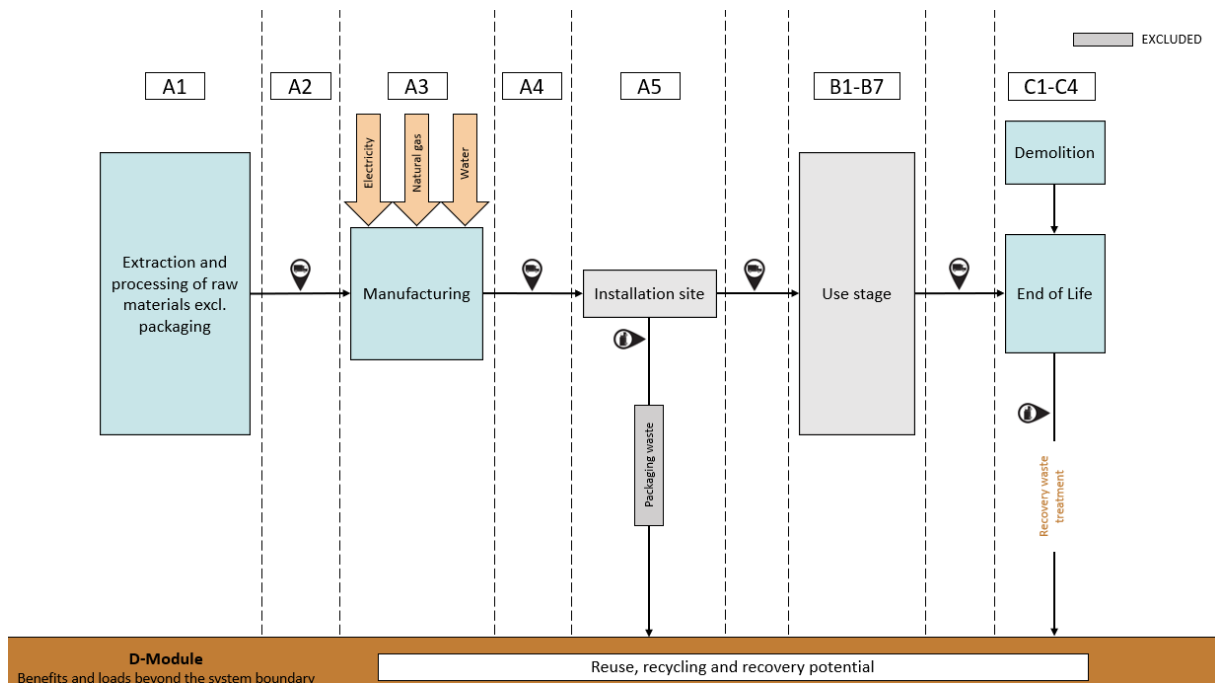 EXCLUDED
A1
A2
A3
A4
A5
B1-B7
C1-C4
Electricity
Natural gas
Water
Demolition
Extraction and
processing of raw
materials excl.
packaging
Manufacturing
Installation site
Use stage
End of Life
Packaging waste
Recovery waste
treatment
D-Module
Benefits and loads beyond the system boundary
Reuse, recycling and recovery potential